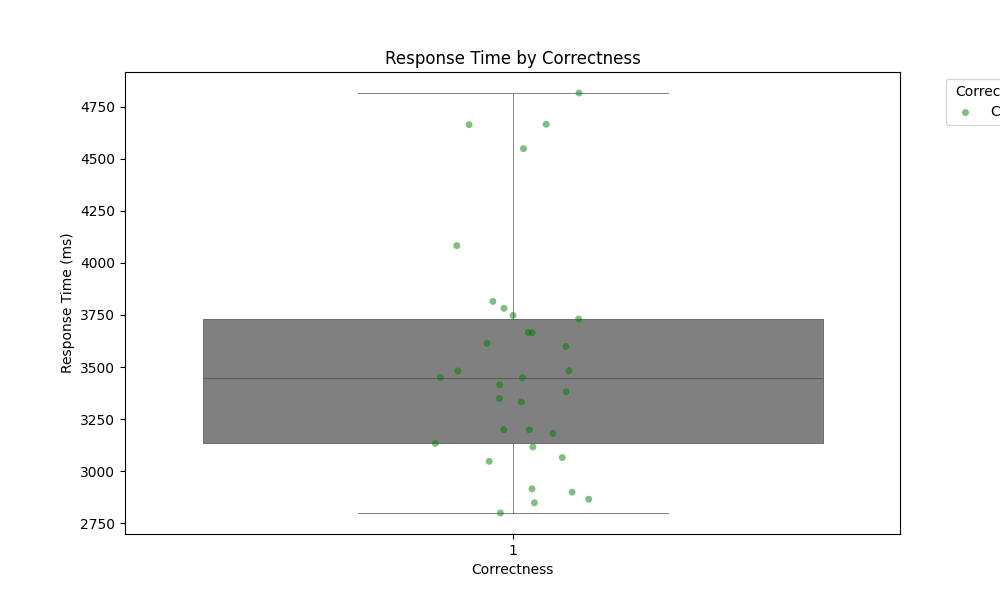 Response Time by Correctness
Response Time (ms)
4750
4500
4250
4000
3750
3500
3250
3000
2750
1
Correctness
Correc
C